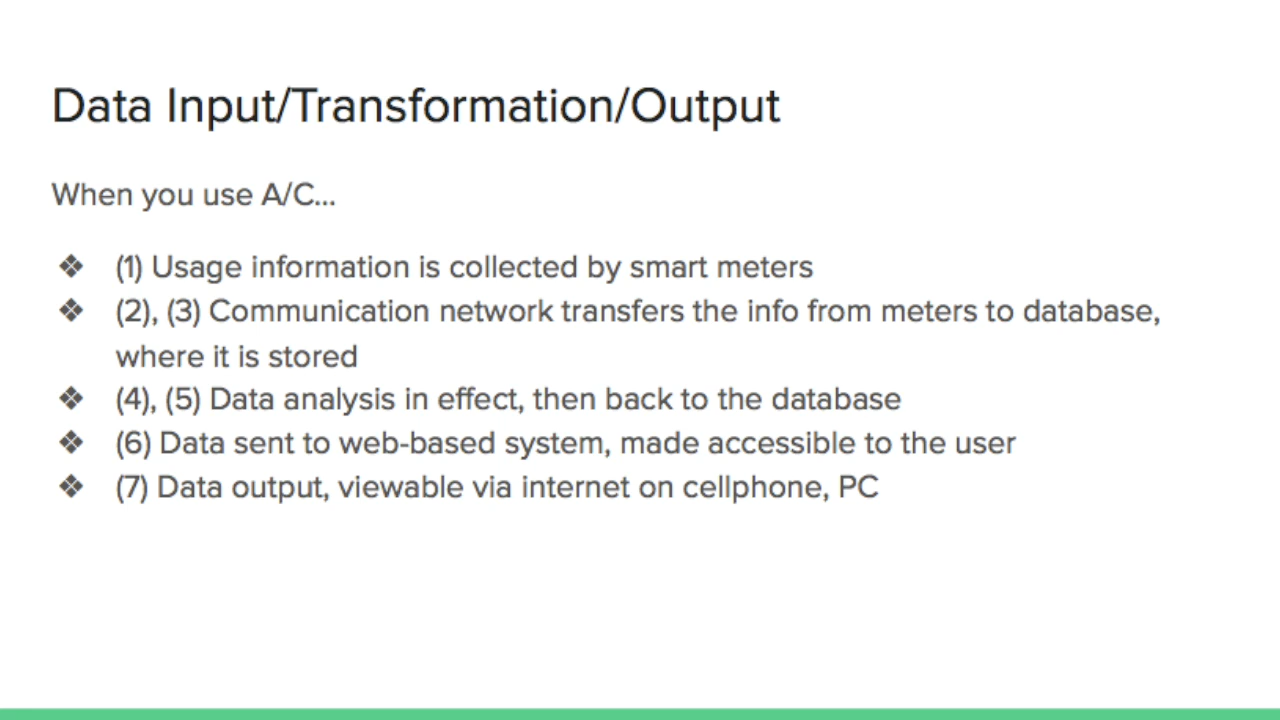 Data Input/Transformation/Output
When you use A/C...
❖ (1) Usage information is collected by smart meters
❖ (2), (3) Communication network transfers the info from meters to database,
where it is stored
❖ (4), (5) Data analysis in effect, then back to the database
❖ (6) Data sent to web-based system, made accessible to the user
❖ (7) Data output, viewable via internet on cellphone, PC